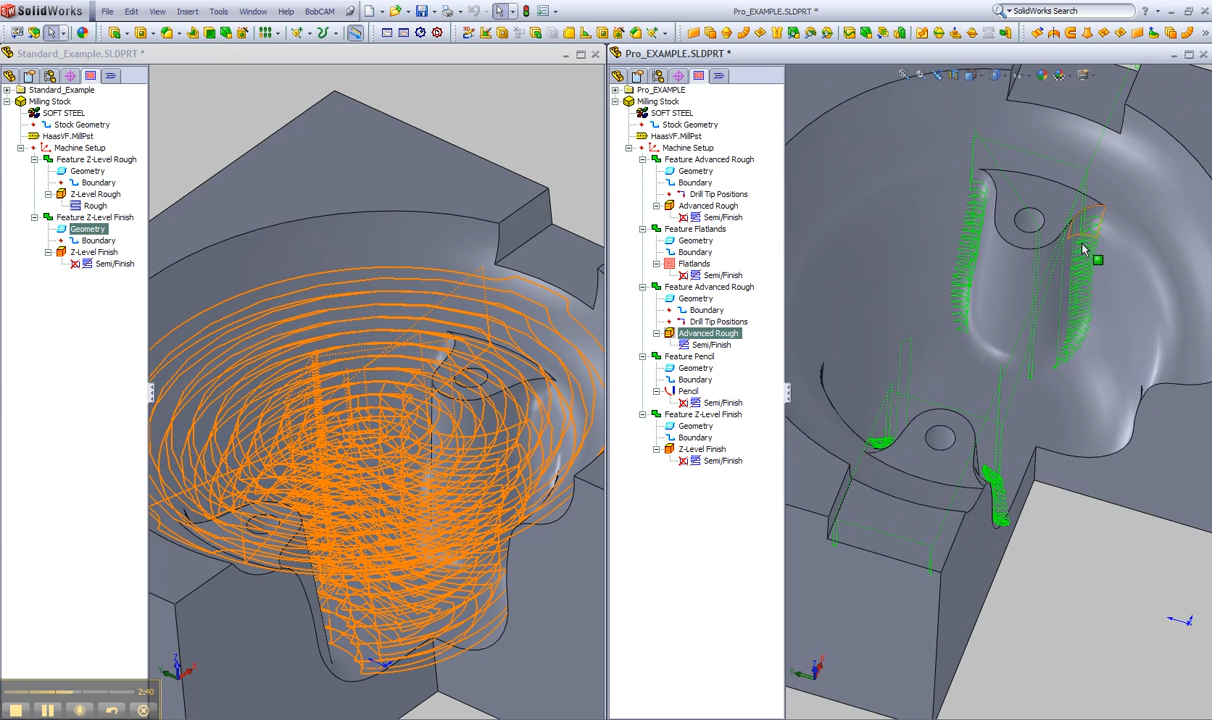 SolidWorks File Edit View Insert Tools Window Help BobCAM Pro_EXAMPLE.SLDPRT * SolidWorks Search
Standard_Example.SLDPRT *
Standard_Example
Milling Stock
SOFT STEEL
Stock Geometry
HaasVF.MillPst
Machine Setup
Feature Z-Level Rough
Geometry
Boundary
Z-Level Rough
Rough
Feature Z-Level Finish
Geometry
Boundary
Z-Level Finish
Semi/Finish
2:40
Pro_EXAMPLE.SLDPRT *
Pro_EXAMPLE
Milling Stock
SOFT STEEL
Stock Geometry
HaasVF.MillPst
Machine Setup
Feature Advanced Rough
Geometry
Boundary
Drill Tip Positions
Advanced Rough
Semi/Finish
Feature Flatlands
Geometry
Boundary
Flatlands
Semi/Finish
Feature Advanced Rough
Geometry
Boundary
Drill Tip Positions
Advanced Rough
Semi/Finish
Feature Pencil
Geometry
Boundary
Pencil
Semi/Finish
Feature Z-Level Finish
Geometry
Boundary
Z-Level Finish
Semi/Finish